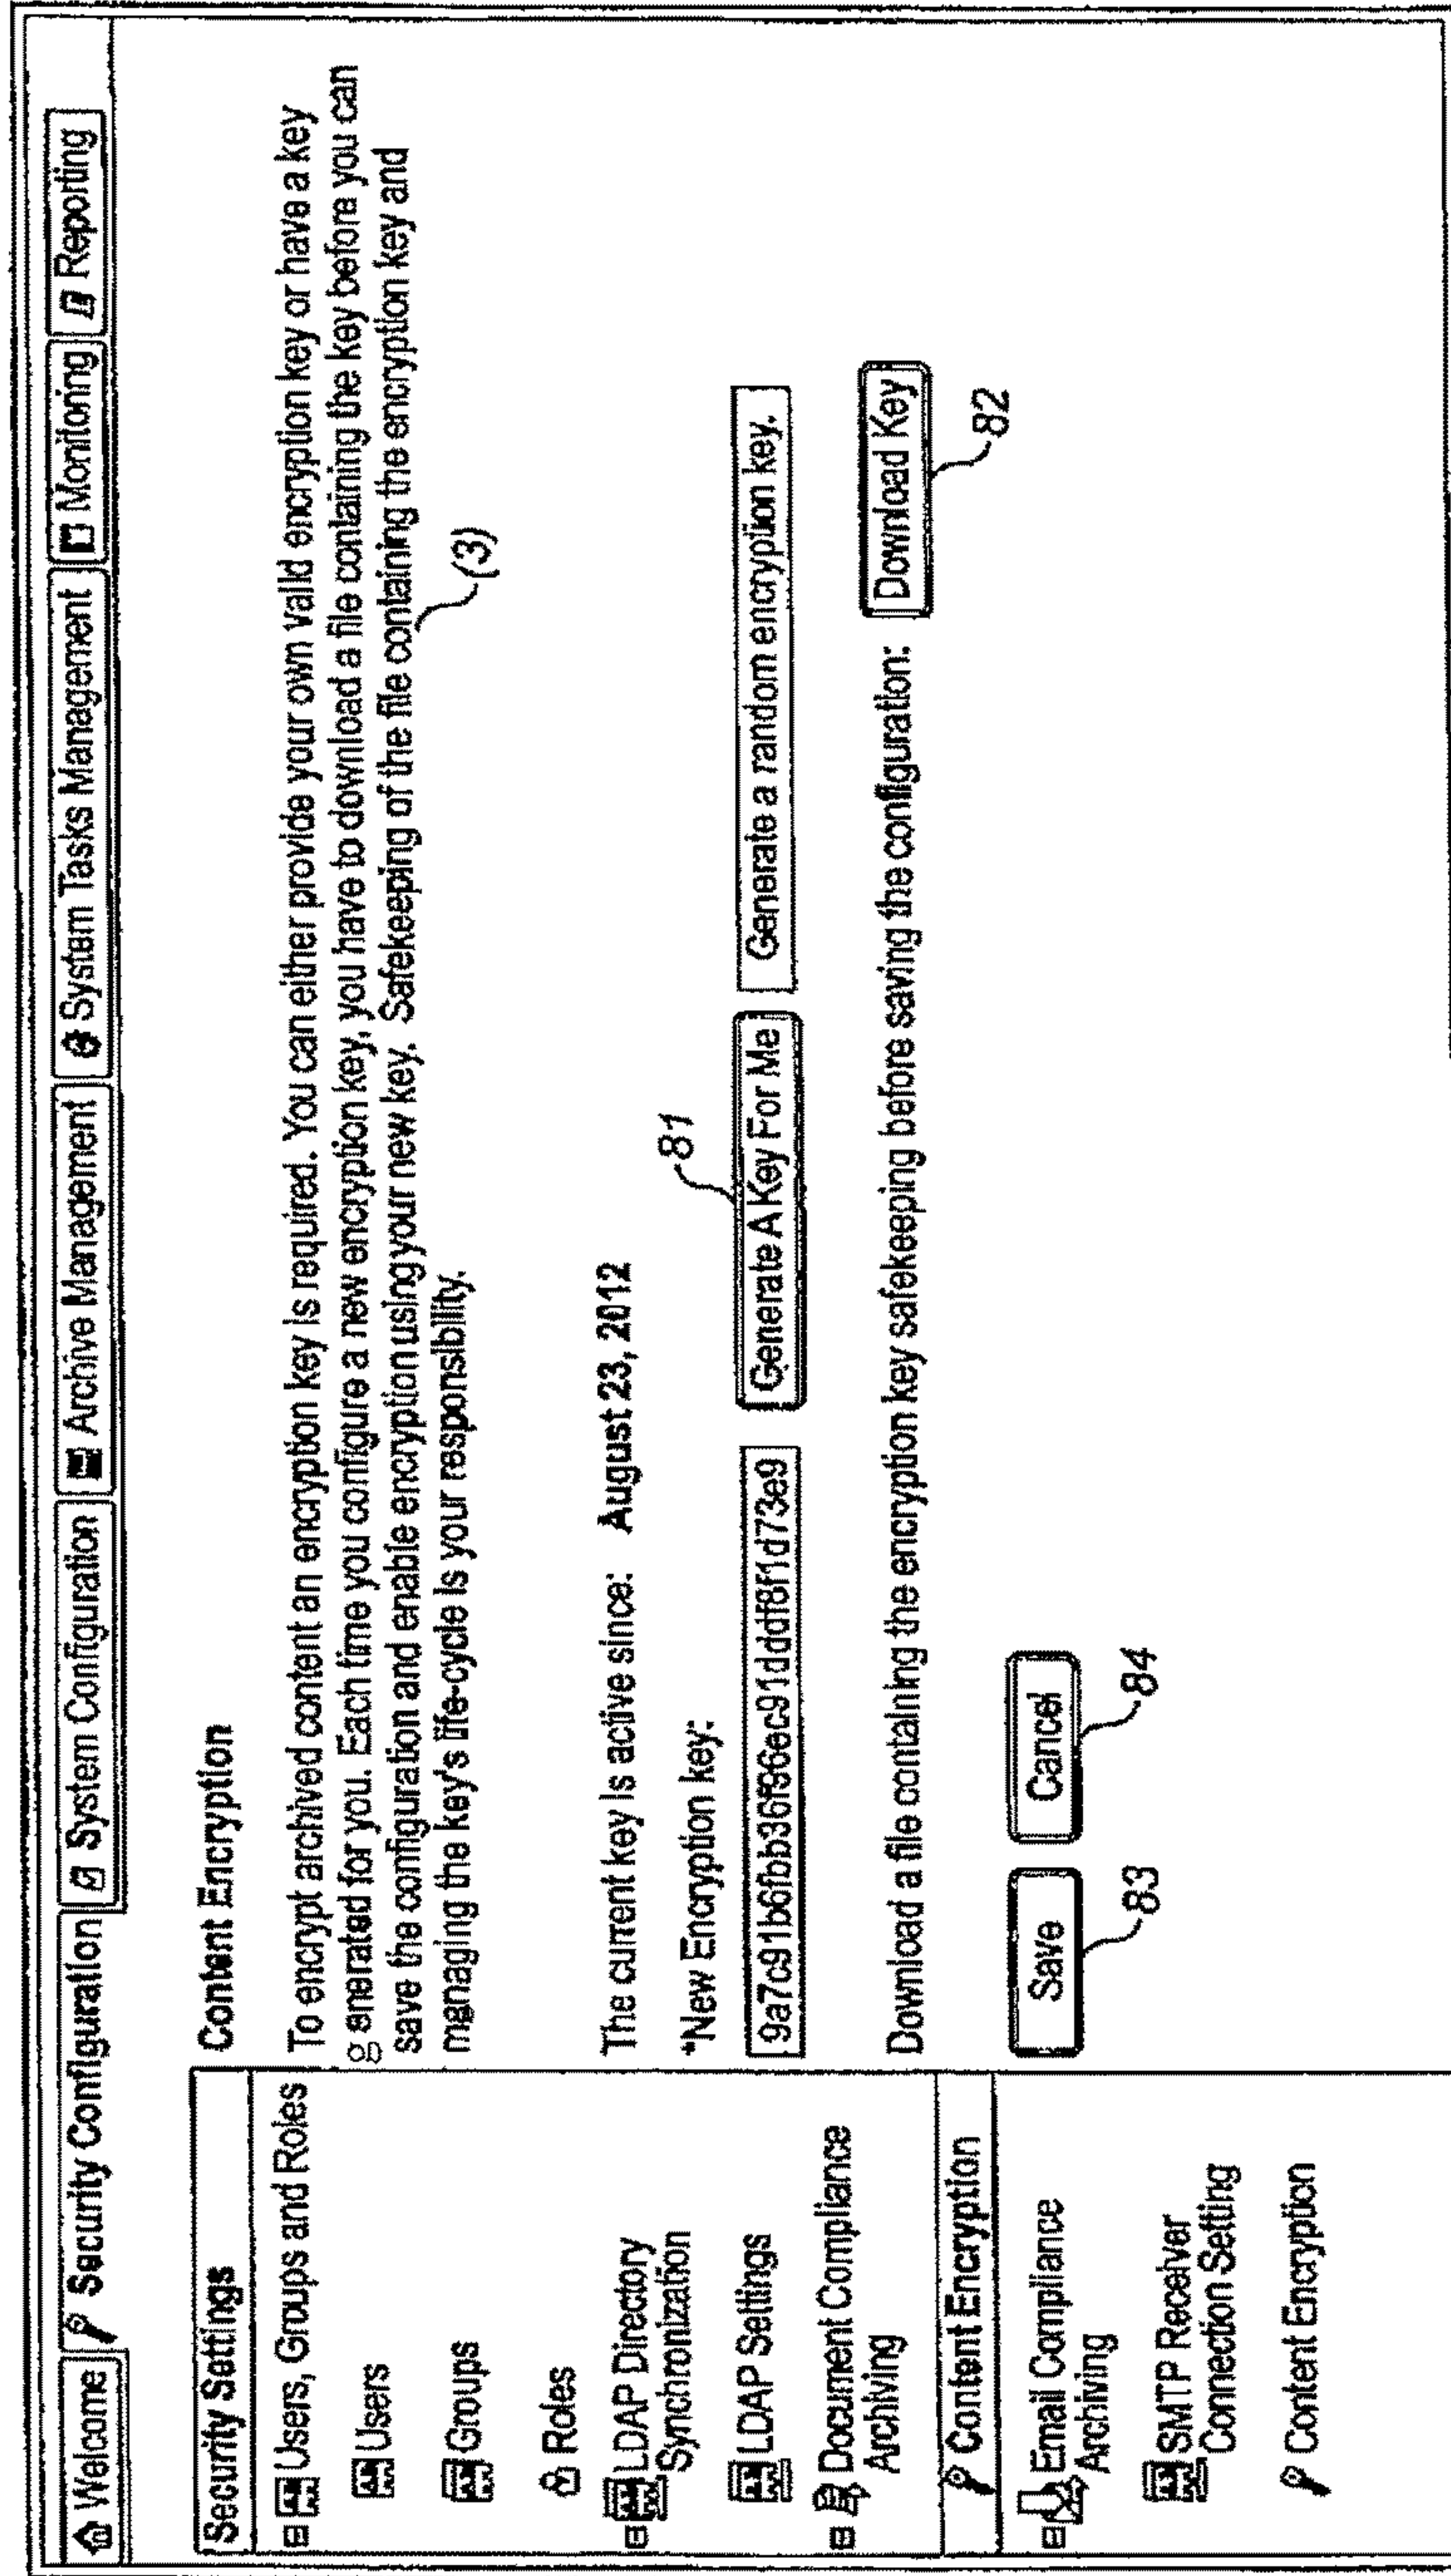 Welcome
Security Configuration
System Configuration
Archive Management
System Tasks Management
Monitoring
Reporting
Security Settings
Users, Groups and Roles
Users
Groups
Roles
LDAP Directory
Synchronization
LDAP Settings
Document Compliance
Archiving
Content Encryption
Email Compliance
Archiving
SMTP Receiver
Connection Setting
Content Encryption
Content Encryption
To encrypt archived content an encryption key is required. You can either provide your own valid encryption key or have a key
generated for you. Each time you configure a new encryption key, you have to download a file containing the key before you can
save the configuration and enable encryption using your new key. Safekeeping of the file containing the encryption key and
managing the key's life-cycle is your responsibility.
(3)
The current key is active since: August 23, 2012
*New Encryption key:
81
9a7c91b6fbb36f86ec91ddf8f1d73e9
Generate A Key For Me
Generate a random encryption key.
Download a file containing the encryption key safekeeping before saving the configuration:
Download Key
82
Save
Cancel
83
84